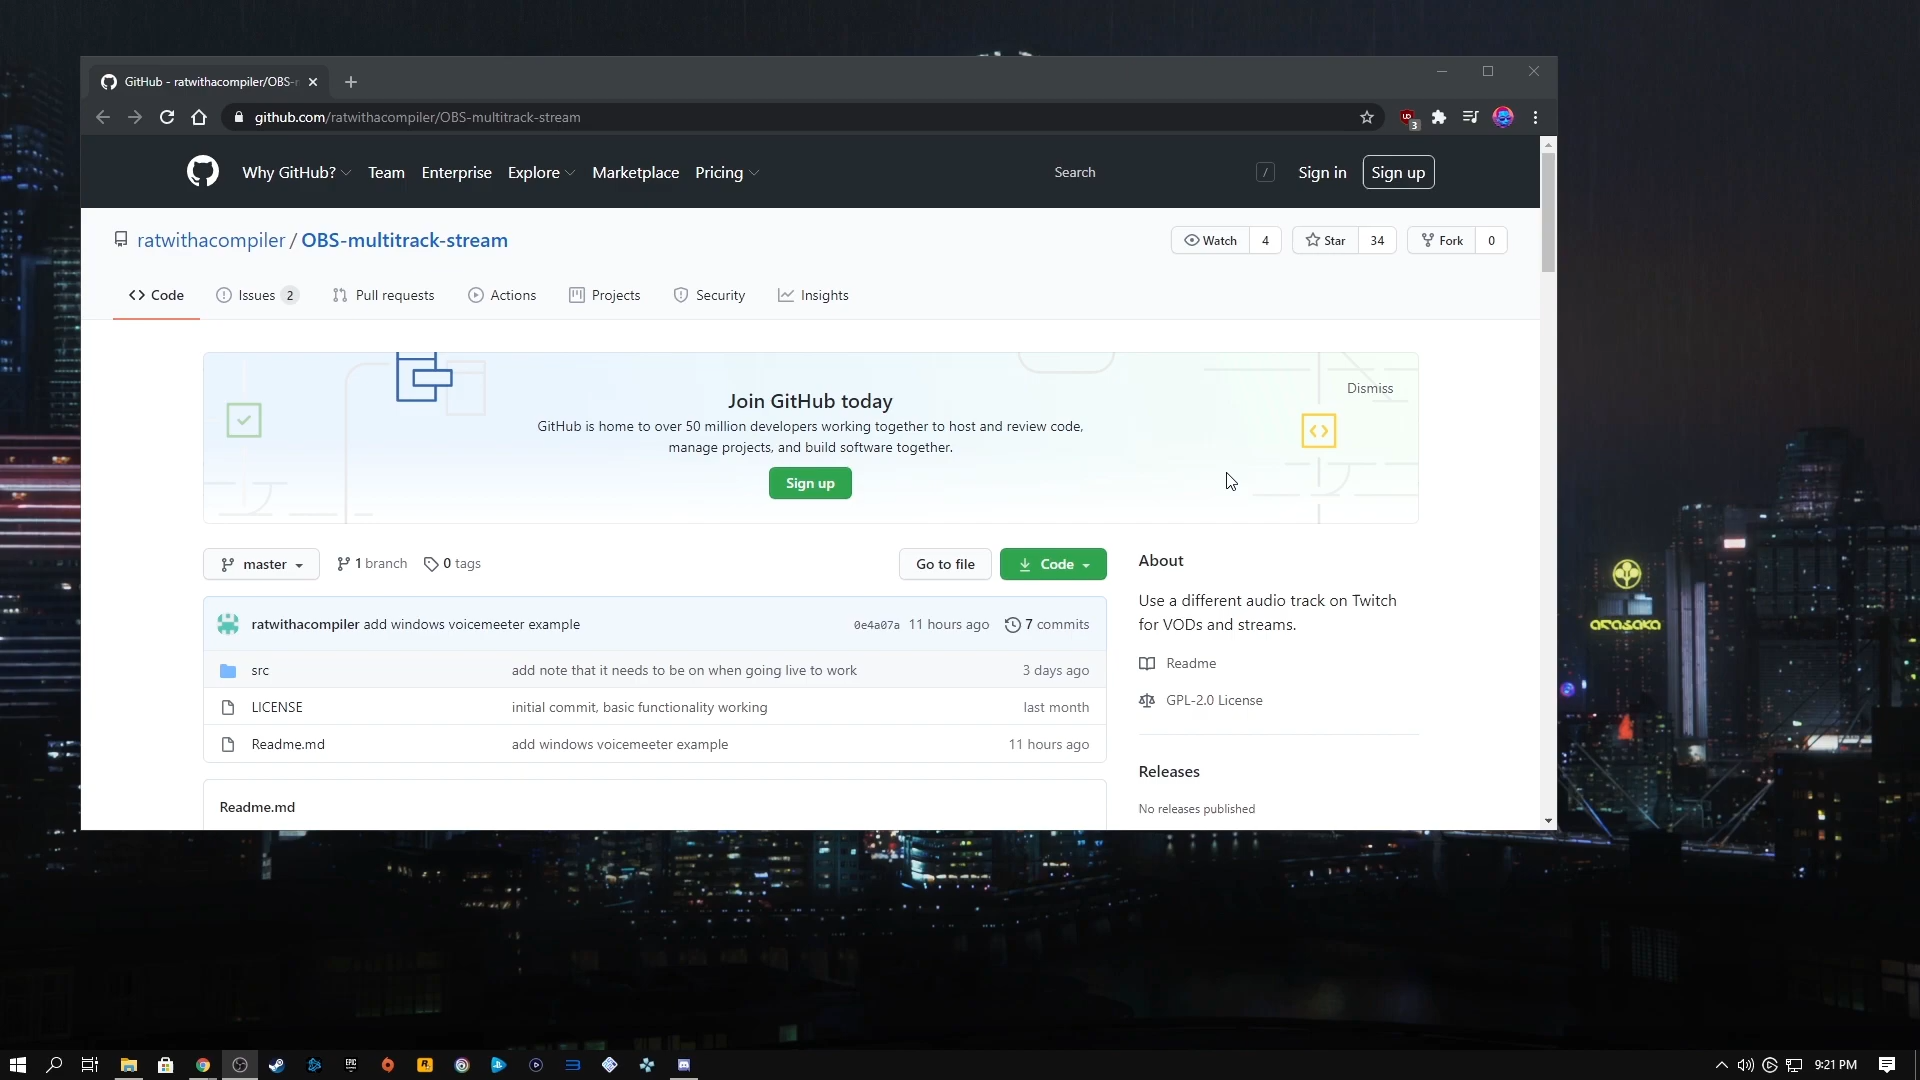 GitHub - ratwithacompiler/OBS-
github.com/ratwithacompiler/OBS-multitrack-stream
3
Why GitHub? Team Enterprise Explore Marketplace Pricing Search / Sign in Sign up
ratwithacompiler / OBS-multitrack-stream
Watch 4 Star 34 Fork 0
Code Issues 2 Pull requests Actions Projects Security Insights
Dismiss
Join GitHub today
GitHub is home to over 50 million developers working together to host and review code,
manage projects, and build software together.
Sign up
master 1 branch 0 tags Go to file Code
ratwithacompiler add windows voicemeeter example 0e4a07a 11 hours ago 7 commits
src add note that it needs to be on when going live to work 3 days ago
LICENSE initial commit, basic functionality working last month
Readme.md add windows voicemeeter example 11 hours ago
Readme.md
About
Use a different audio track on Twitch
for VODs and streams.
Readme
GPL-2.0 License
Releases
No releases published
arasaka
EPIC
9:21 PM